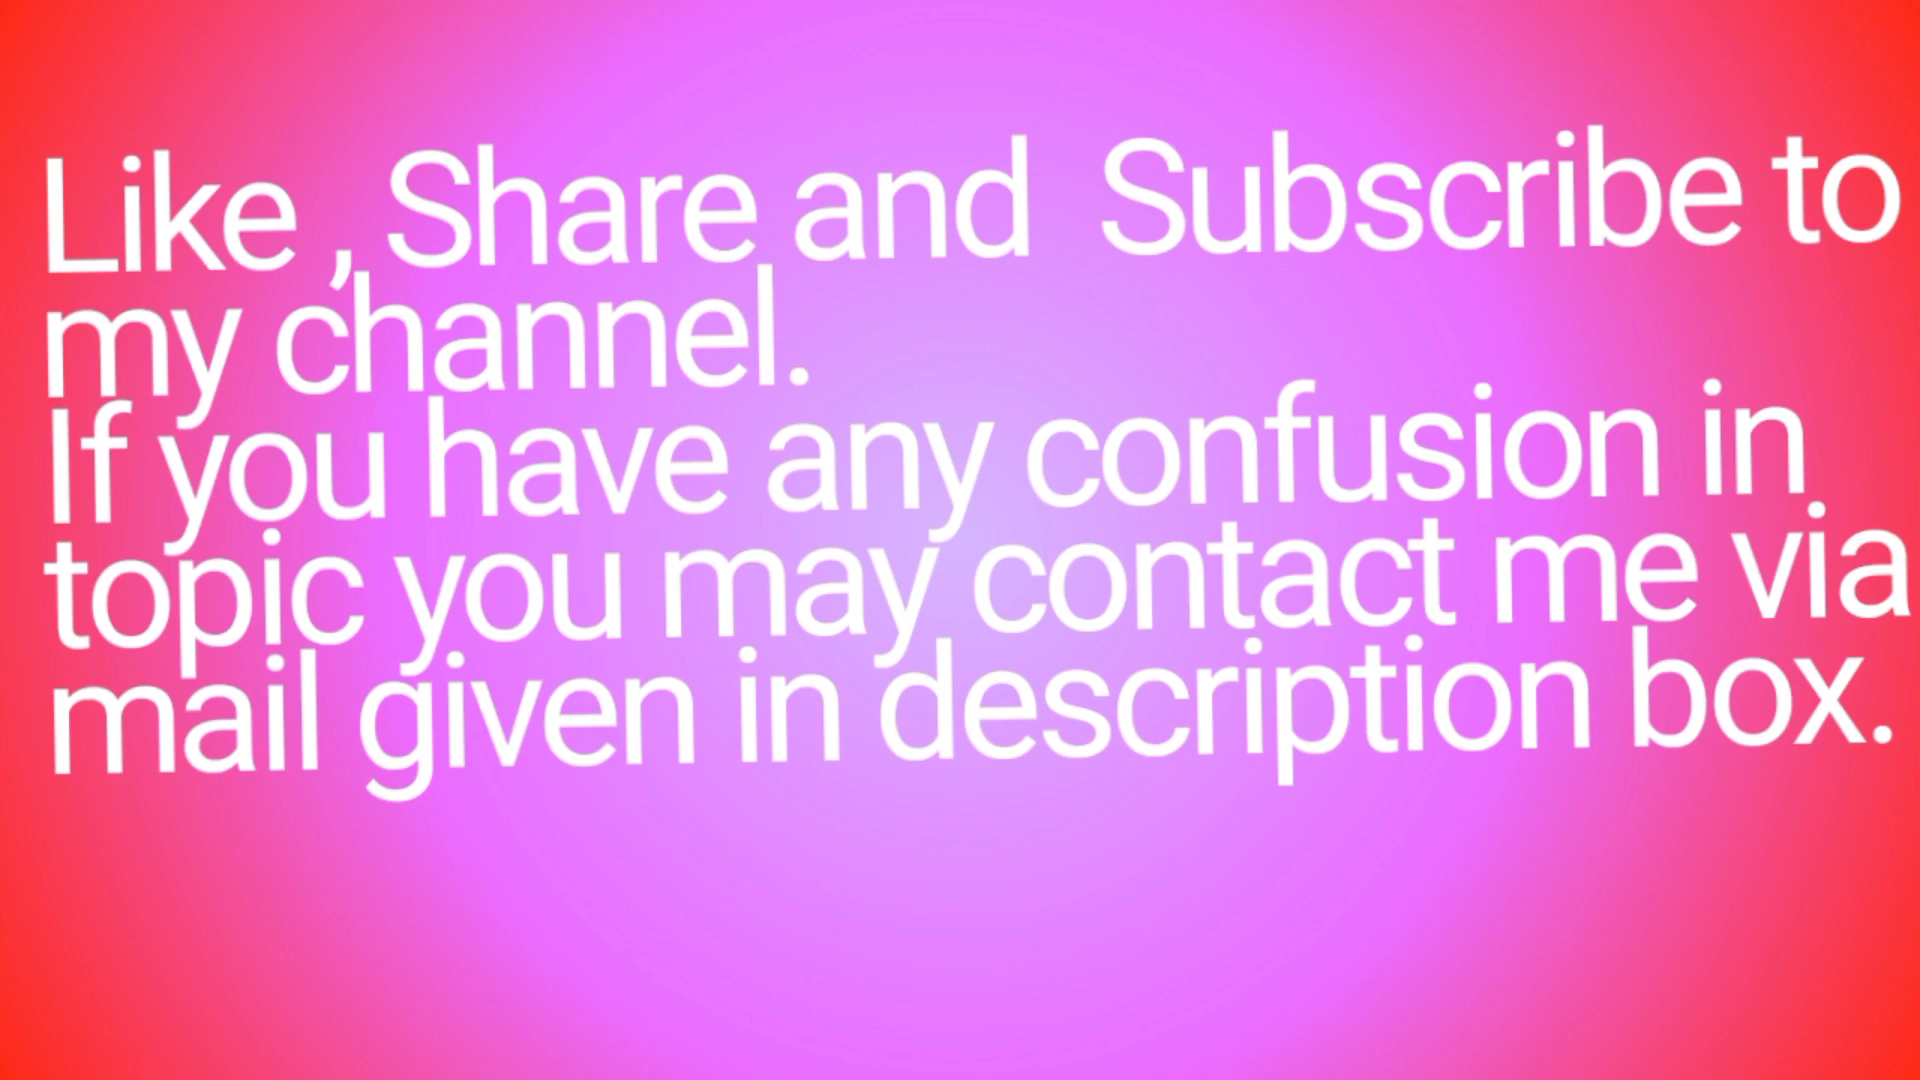 Like , Share and  Subscribe to
my channel.
If you have any confusion in
topic you may contact me via
mail given in description box.